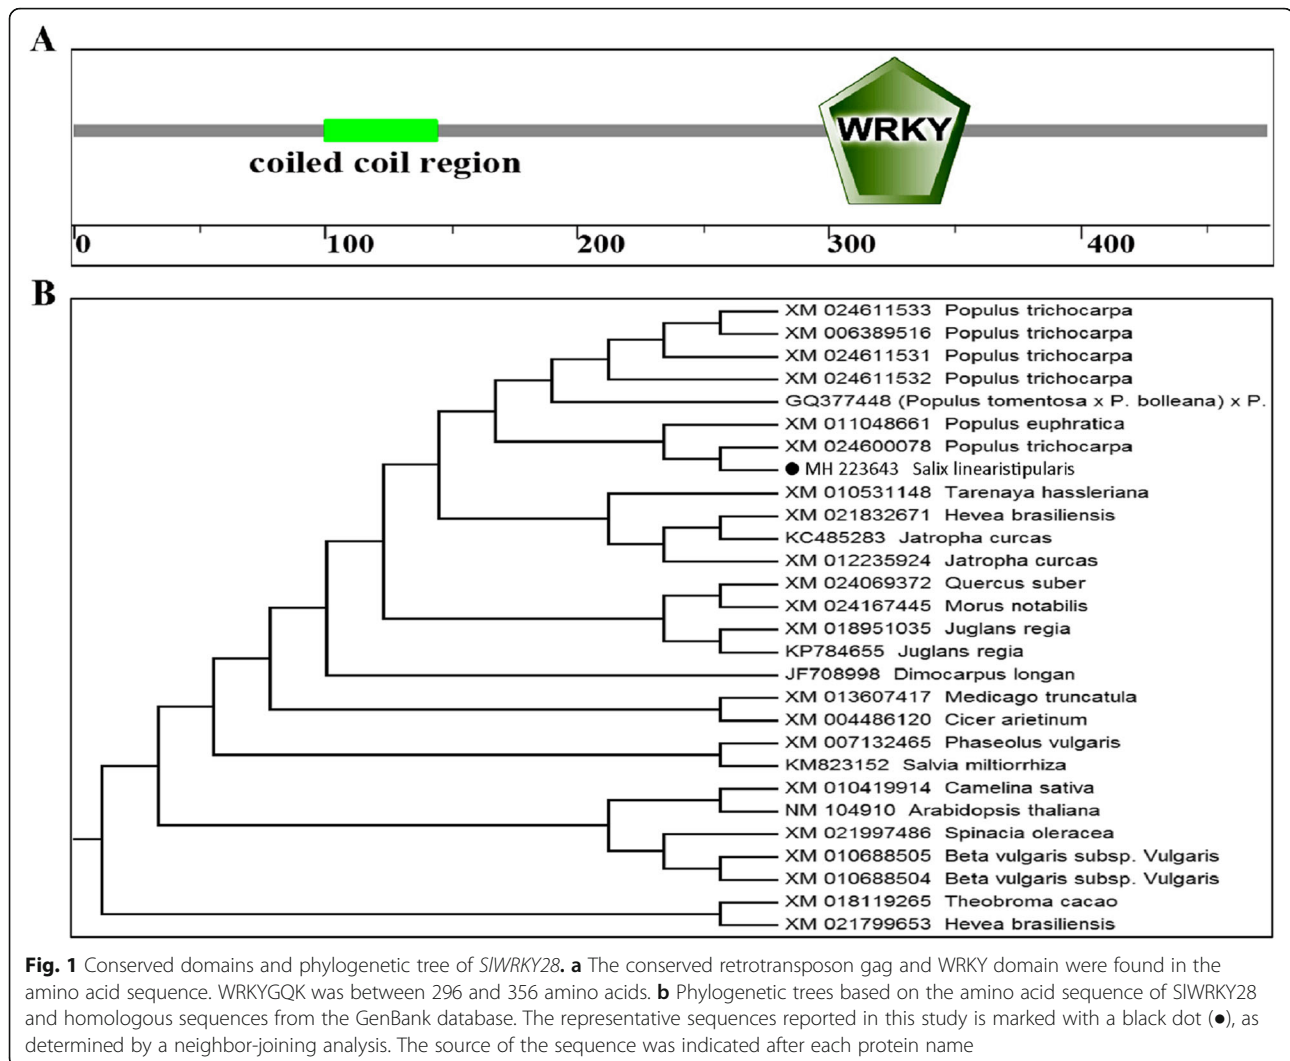 A
WRKY
coiled coil region
0 100 200 300 400
B
XM 024611533 Populus trichocarpa
XM 006389516 Populus trichocarpa
XM 024611531 Populus trichocarpa
XM 024611532 Populus trichocarpa
GQ377448 (Populus tomentosa x P. bolleana) x P.
XM 011048661 Populus euphratica
XM 024600078 Populus trichocarpa
● MH 223643 Salix linearistipularis
XM 010531148 Tarenaya hassleriana
XM 021832671 Hevea brasiliensis
KC485283 Jatropha curcas
XM 012235924 Jatropha curcas
XM 024069372 Quercus suber
XM 024167445 Morus notabilis
XM 018951035 Juglans regia
KP784655 Juglans regia
JF708998 Dimocarpus longan
XM 013607417 Medicago truncatula
XM 004486120 Cicer arietinum
XM 007132465 Phaseolus vulgaris
KM823152 Salvia miltiorrhiza
XM 010419914 Camelina sativa
NM 104910 Arabidopsis thaliana
XM 021997486 Spinacia oleracea
XM 010688505 Beta vulgaris subsp. Vulgaris
XM 010688504 Beta vulgaris subsp. Vulgaris
XM 018119265 Theobroma cacao
XM 021799653 Hevea brasiliensis
Fig. 1 Conserved domains and phylogenetic tree of SlWRKY28. a The conserved retrotransposon gag and WRKY domain were found in the
amino acid sequence. WRKYGQK was between 296 and 356 amino acids. b Phylogenetic trees based on the amino acid sequence of SlWRKY28
and homologous sequences from the GenBank database. The representative sequences reported in this study is marked with a black dot (●), as
determined by a neighbor-joining analysis. The source of the sequence was indicated after each protein name